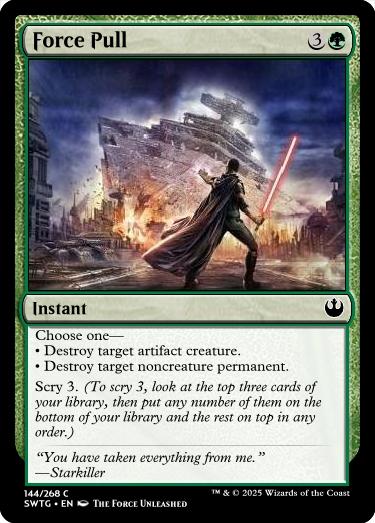 Force Pull 3
Instant
Choose one—
• Destroy target artifact creature.
• Destroy target noncreature permanent.
Scry 3. (To scry 3, look at the top three cards of
your library, then put any number of them on the
bottom of your library and the rest on top in any
order.)
"You have taken everything from me."
—Starkiller
144/268 C
™ & © 2025 Wizards of the Coast
SWTG • EN The Force Unleashed